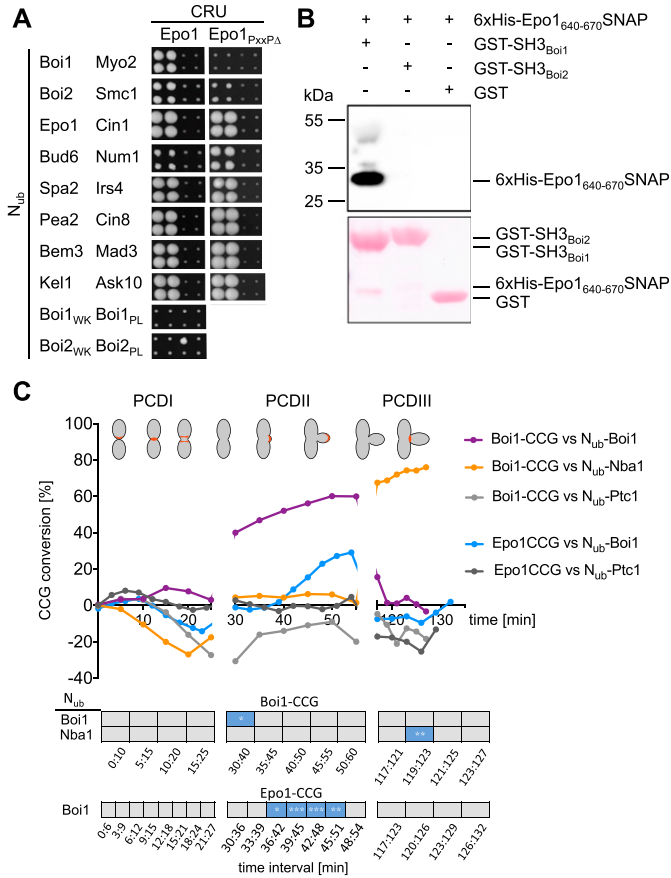 A
CRU
Epo1 Epo1PxxPΔ
Nub
Boi1 Myo2
Boi2 Smc1
Epo1 Cin1
Bud6 Num1
Spa2 Irs4
Pea2 Cin8
Bem3 Mad3
Kel1 Ask10
Boi1WK Boi1PL
Boi2WK Boi2PL
B
+ + + 6xHis-Epo1640-670SNAP
+ - - GST-SH3Boi1
- + - GST-SH3Boi2
- - + GST
kDa
55
35
25
6xHis-Epo1640-670SNAP
GST-SH3Boi2
GST-SH3Boi1
6xHis-Epo1640-670SNAP
GST
C
PCDI PCDII PCDIII
CCG conversion [%]
100
80
60
40
20
0
-20
-40
10 20 30 40 50 120 130 time [min]
Boi1-CCG vs Nub-Boi1
Boi1-CCG vs Nub-Nba1
Boi1-CCG vs Nub-Ptc1
Epo1CCG vs Nub-Boi1
Epo1CCG vs Nub-Ptc1
Nub
Boi1-CCG
Boi1 *
Nba1 **
0:10 5:15 10:20 15:25 30:40 35:45 40:50 45:55 50:60 117:121 119:123 121:125 123:127
Epo1-CCG
Boi1 * *** *** **
0:6 3:9 6:12 9:15 12:18 15:21 18:24 21:27 30:36 33:39 36:42 39:45 42:48 45:51 48:54 117:123 120:126 123:129 126:132
time interval [min]